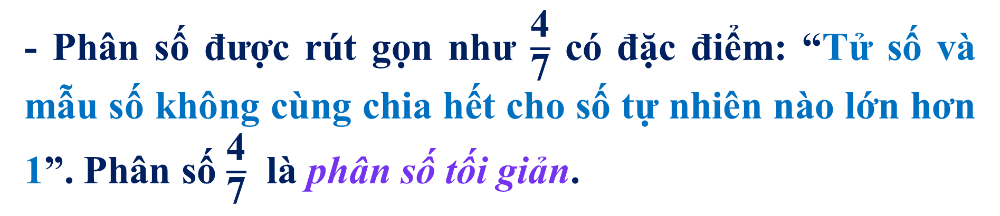 - Phân số được rút gọn như 4/7 có đặc điểm: “Tử số và
mẫu số không cùng chia hết cho số tự nhiên nào lớn hơn
1”. Phân số 4/7 là phân số tối giản.